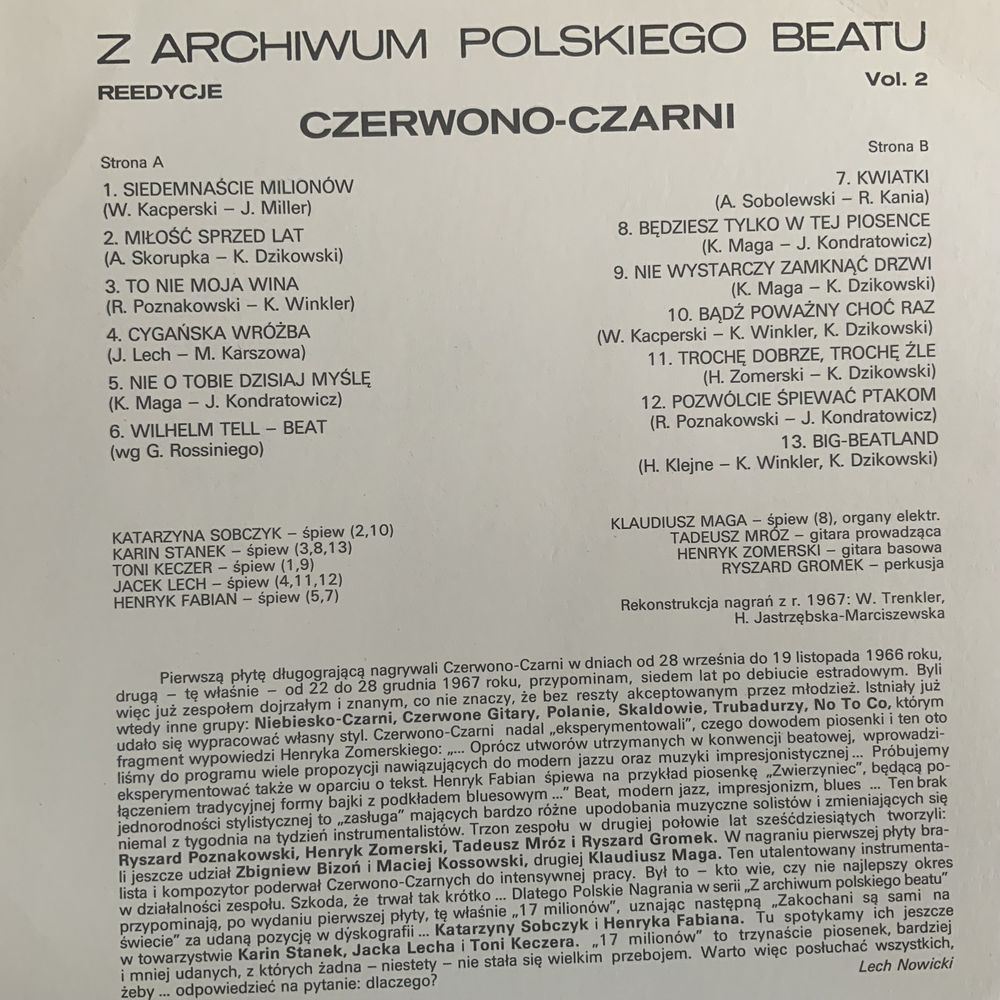 Z ARCHIWUM POLSKIEGO BEATU
REEDYCJE
Vol. 2
CZERWONO-CZARNI
Strona A
1. SIEDEMNAŚCIE MILIONÓW
(W. Kacperski – J. Miller)
2. MIŁOŚĆ SPRZED LAT
(A. Skorupka – K. Dzikowski)
3. TO NIE MOJA WINA
(R. Poznakowski – K. Winkler)
4. CYGAŃSKA WRÓŻBA
(J. Lech – M. Karszowa)
5. NIE O TOBIE DZISIAJ MYŚLĘ
(K. Maga – J. Kondratowicz)
6. WILHELM TELL – BEAT
(wg G. Rossiniego)
Strona B
7. KWIATKI
(A. Sobolewski – R. Kania)
8. BĘDZIESZ TYLKO W TEJ PIOSENCE
(K. Maga – J. Kondratowicz)
9. NIE WYSTARCZY ZAMKNĄĆ DRZWI
(K. Maga – K. Dzikowski)
10. BĄDŹ POWAŻNY CHOĆ RAZ
(W. Kacperski – K. Winkler, K. Dzikowski)
11. TROCHĘ DOBRZE, TROCHĘ ŹLE
(H. Zomerski – K. Dzikowski)
12. POZWÓLCIE ŚPIEWAĆ PTAKOM
(R. Poznakowski – J. Kondratowicz)
13. BIG-BEATLAND
(H. Klejne – K. Winkler, K. Dzikowski)
KATARZYNA SOBCZYK – śpiew (2,10)
KARIN STANEK – śpiew (3,8,13)
TONI KECZER – śpiew (1,9)
JACEK LECH – śpiew (4,11,12)
HENRYK FABIAN – śpiew (5,7)
KLAUDIUSZ MAGA – śpiew (8), organy elektr.
TADEUSZ MRÓZ – gitara prowadząca
HENRYK ZOMERSKI – gitara basowa
RYSZARD GROMEK – perkusja
Rekonstrukcja nagrań z r. 1967: W. Trenkler,
H. Jastrzębska-Marciszewska
Pierwszą płytę długogrającą nagrywali Czerwono-Czarni w dniach od 28 września do 19 listopada 1966 roku,
drugą – tę właśnie – od 22 do 28 grudnia 1967 roku, przypominam, siedem lat po debiucie estradowym. Byli
więc już zespołem dojrzałym i znanym, co nie znaczy, że bez reszty akceptowanym przez młodzież. Istniały już
wtedy inne grupy: Niebiesko-Czarni, Czerwone Gitary, Polanie, Skaldowie, Trubadurzy, No To Co, którym
udało się wypracować własny styl. Czerwono-Czarni nadal „eksperymentowali”, czego dowodem piosenki i ten oto
fragment wypowiedzi Henryka Zomerskiego: „... Oprócz utworów utrzymanych w konwencji beatowej, wprowadzi-
liśmy do programu wiele propozycji nawiązujących do modern jazzu oraz muzyki impresjonistycznej ... Próbujemy
eksperymentować także w oparciu o tekst. Henryk Fabian śpiewa na przykład piosenkę „Zwierzyniec”, będącą po-
łączeniem tradycyjnej formy bajki z podkładem bluesowym ...” Beat, modern jazz, impresjonizm, blues ... Ten brak
jednorodności stylistycznej to „zasługa” mających bardzo różne upodobania muzyczne solistów i zmieniających się
niemal z tygodnia na tydzień instrumentalistów. Trzon zespołu w drugiej połowie lat sześćdziesiątych tworzyli:
Ryszard Poznakowski, Henryk Zomerski, Tadeusz Mróz i Ryszard Gromek. W nagraniu pierwszej płyty bra-
li jeszcze udział Zbigniew Bizoń i Maciej Kossowski, drugiej Klaudiusz Maga. Ten utalentowany instrumenta-
lista i kompozytor poderwał Czerwono-Czarnych do intensywnej pracy. Był to – kto wie, czy nie najlepszy okres
w działalności zespołu. Szkoda, że trwał tak krótko ... Dlatego Polskie Nagrania w serii „Z archiwum polskiego beatu”
przypominają, po wydaniu pierwszej płyty, tę właśnie „17 milionów”, uznając następną „Zakochani są sami na
świecie” za udaną pozycję w dyskografii ... Katarzyny Sobczyk i Henryka Fabiana. Tu spotykamy ich jeszcze
w towarzystwie Karin Stanek, Jacka Lecha i Toni Keczera. „17 milionów” to trzynaście piosenek, bardziej
i mniej udanych, z których żadna – niestety – nie stała się wielkim przebojem. Warto więc posłuchać wszystkich,
żeby ... odpowiedzieć na pytanie: dlaczego?
Lech Nowicki